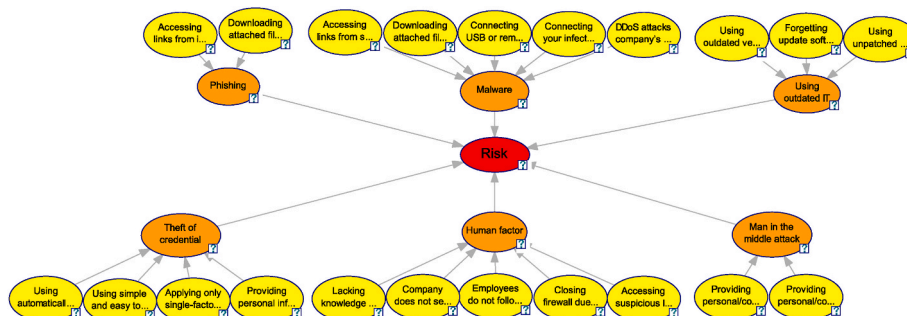 Accessing
links from i...
?
Downloading
attached fil...
?
Accessing
links from s...
?
Downloading
attached fil...
?
Connecting
USB or rem...
?
Connecting
your infect...
?
DDoS attacks
company's ...
?
Using
outdated ve...
?
Forgetting
update soft...
?
Using
unpatched ...
?
Phishing
?
Malware
?
Using
outdated IT
?
Risk
?
Theft of
credential
?
Human factor
?
Man in the
middle attack
?
Using
automaticall...
?
Using simple
and easy to...
?
Applying only
single-facto...
?
Providing
personal inf...
?
Lacking
knowledge ...
?
Company
does not se...
?
Employees
do not follo...
?
Closing
firewall due...
?
Accessing
suspicious l...
?
Providing
personal/co...
?
Providing
personal/co...
?